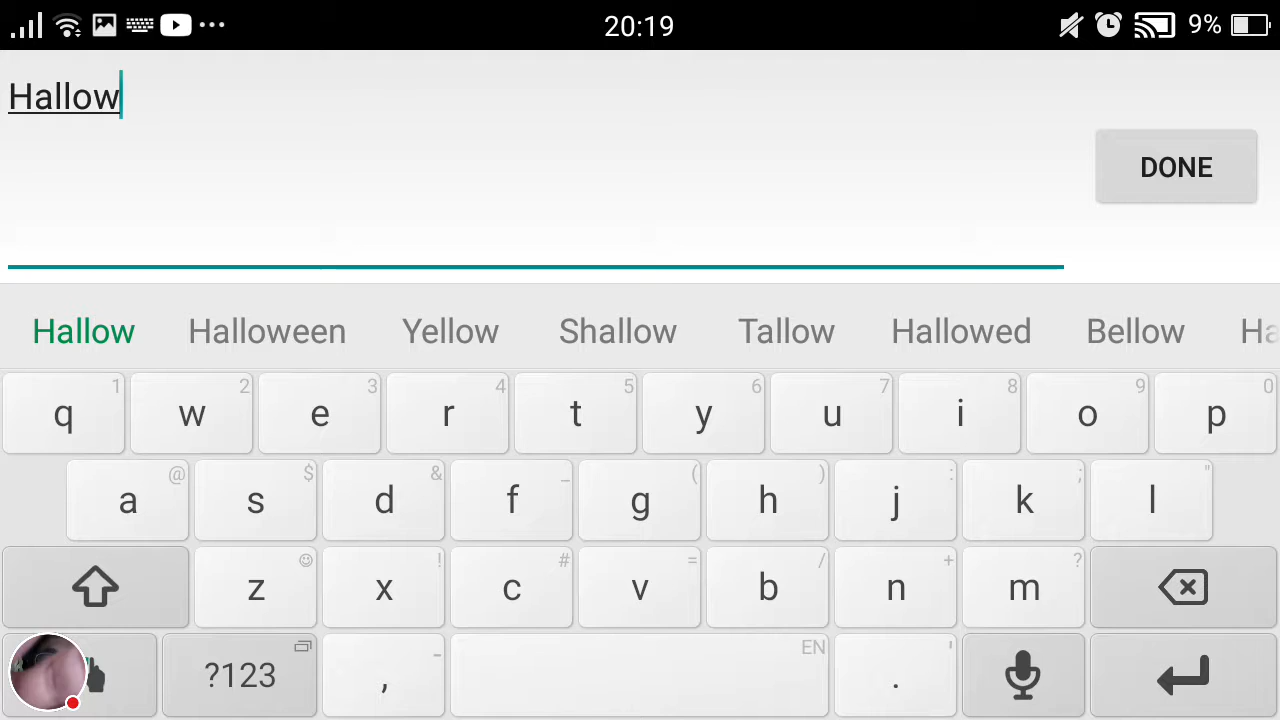 20:19
9%
Hallow
DONE
Hallow Halloween Yellow Shallow Tallow Hallowed Bellow Ha
q 1 w 2 e 3 r 4 t 5 y 6 u 7 i 8 o 9 p 0
a @ s $ d & f _ g ( h ) j : k ; l "
z x ! c # v = b / n + m ?
?123 , - EN . '